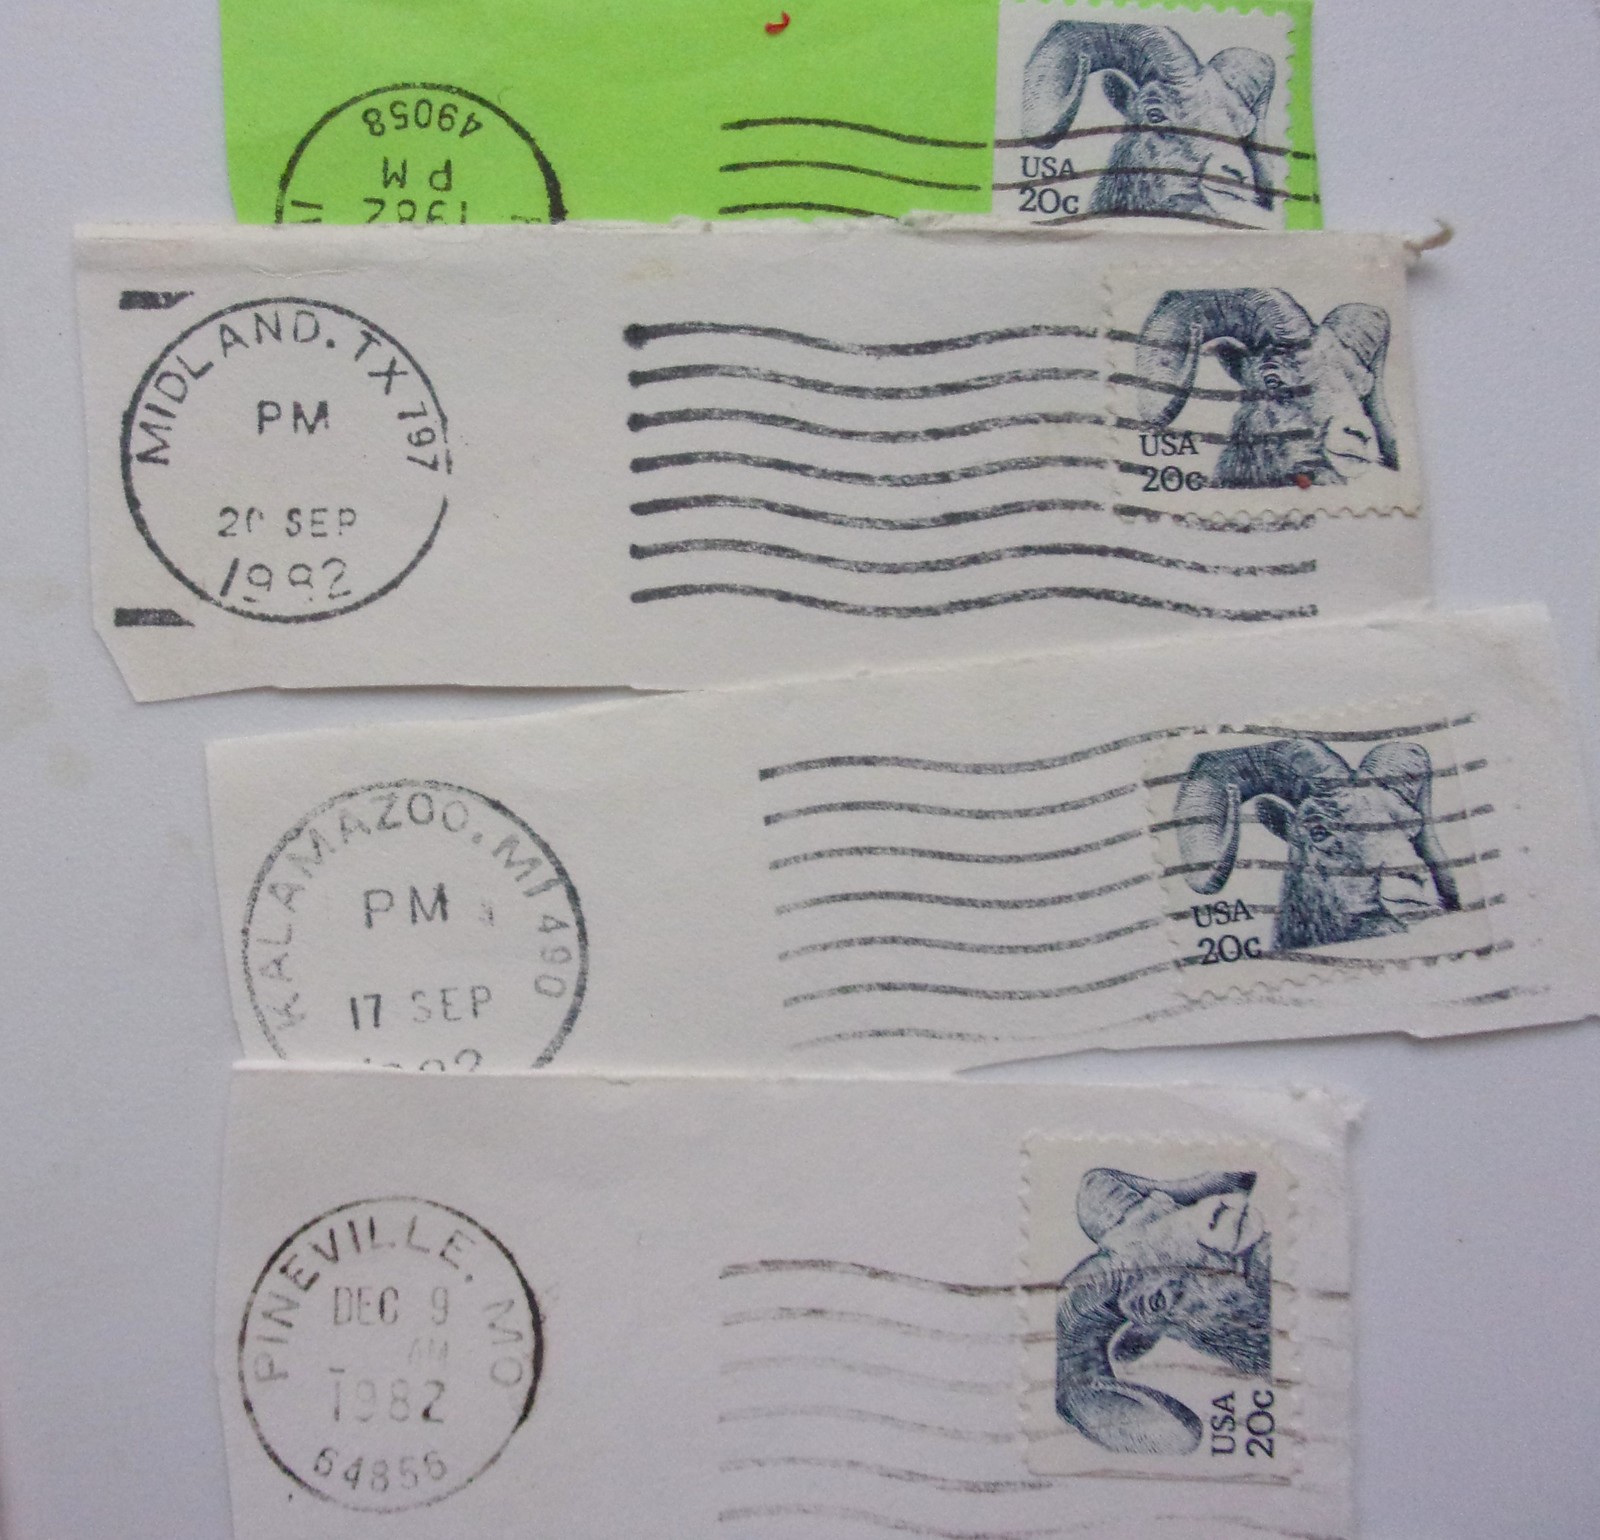 49058
PM
1982
USA
20c
MIDLAND, TX 797
PM
20 SEP
1982
USA
20c
KALAMAZOO, MI 490
PM
17 SEP
USA
20c
PINEVILLE, MO
DEC 9
AM
1982
64856
USA
20c